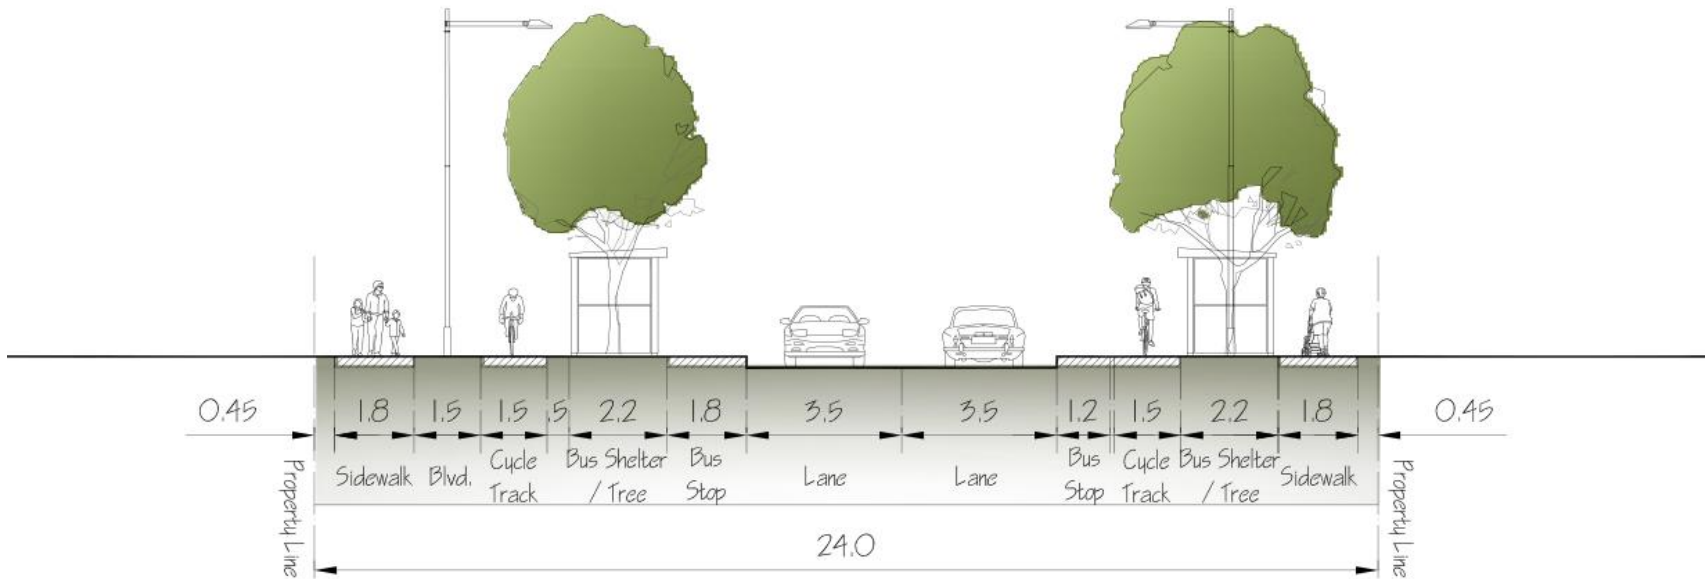 0.45 1.8 1.5 1.5 .5 2.2 1.8 3.5 3.5 1.2 1.5 2.2 1.8 0.45
Property Line
Sidewalk
Blvd.
Cycle
Track
Bus Shelter
/ Tree
Bus
Stop
Lane
Lane
Bus
Stop
Cycle
Track
Bus Shelter
/ Tree
Sidewalk
Property Line
24.0